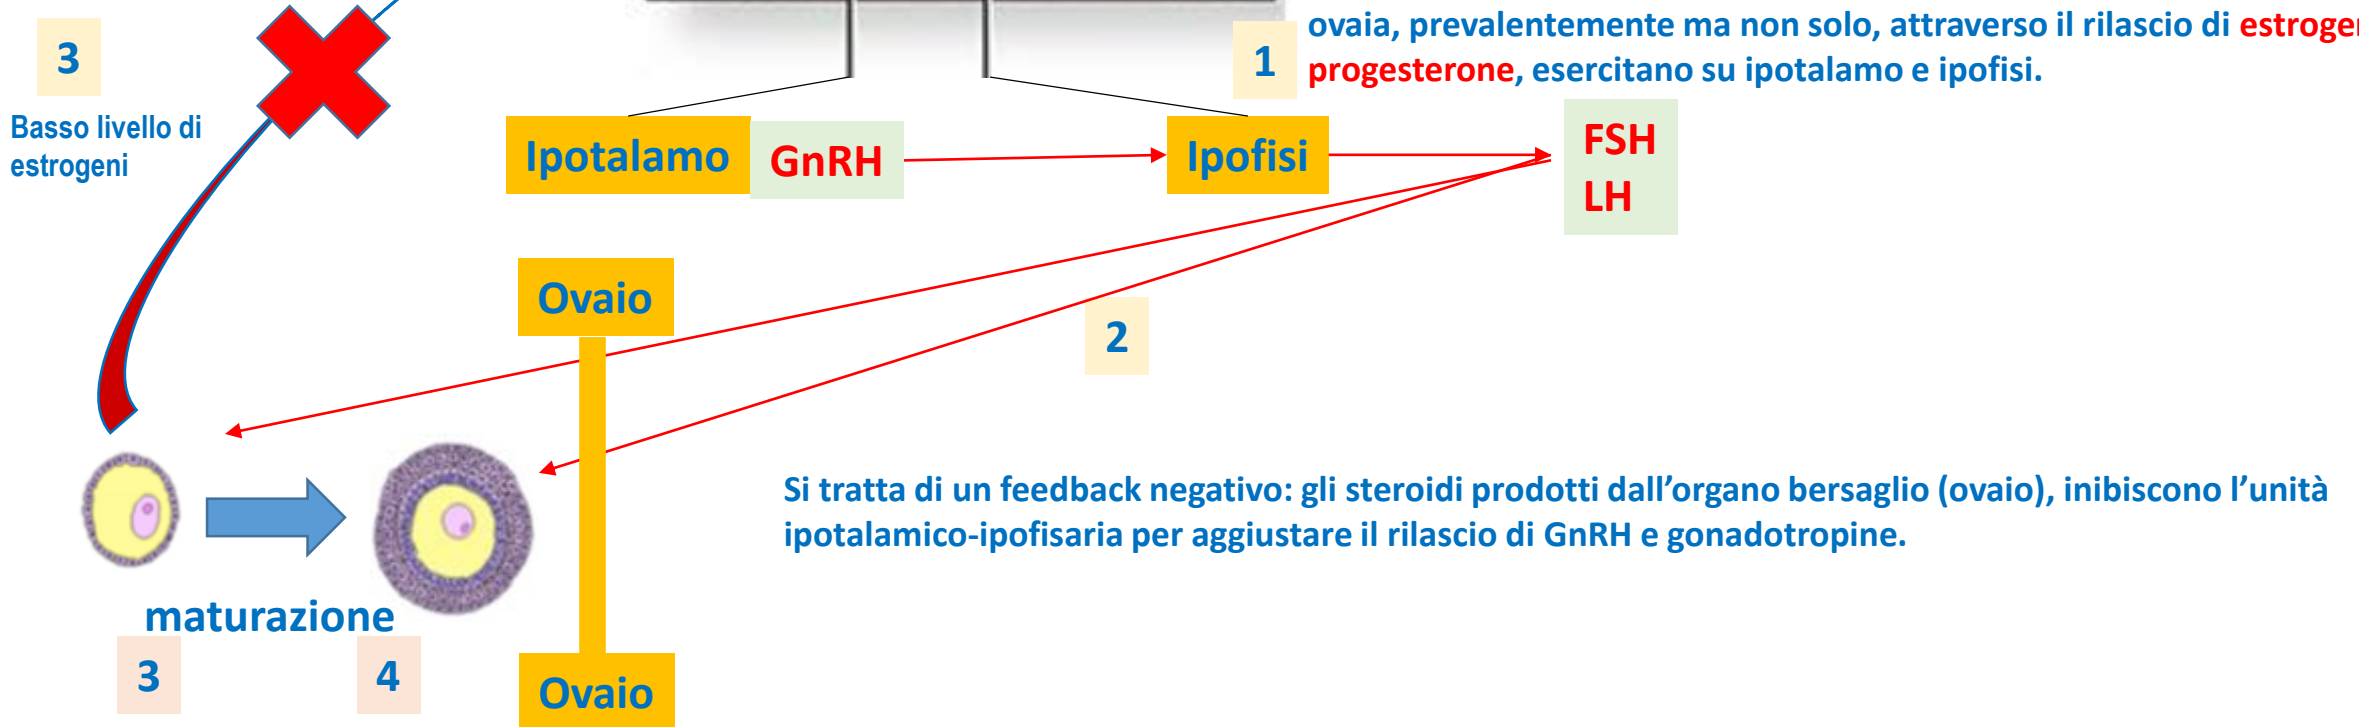 ovaia, prevalentemente ma non solo, attraverso il rilascio di
progesterone, esercitano su ipotalamo e ipofisi.
1
3
Basso livello di
estrogeni
Ipotalamo
GnRH
Ipofisi
FSH
LH
Ovaio
2
Si tratta di un feedback negativo: gli steroidi prodotti dall’organo bersaglio (ovaio), inibiscono l’unità
ipotalamico-ipofisaria per aggiustare il rilascio di GnRH e gonadotropine.
maturazione
3
4
Ovaio